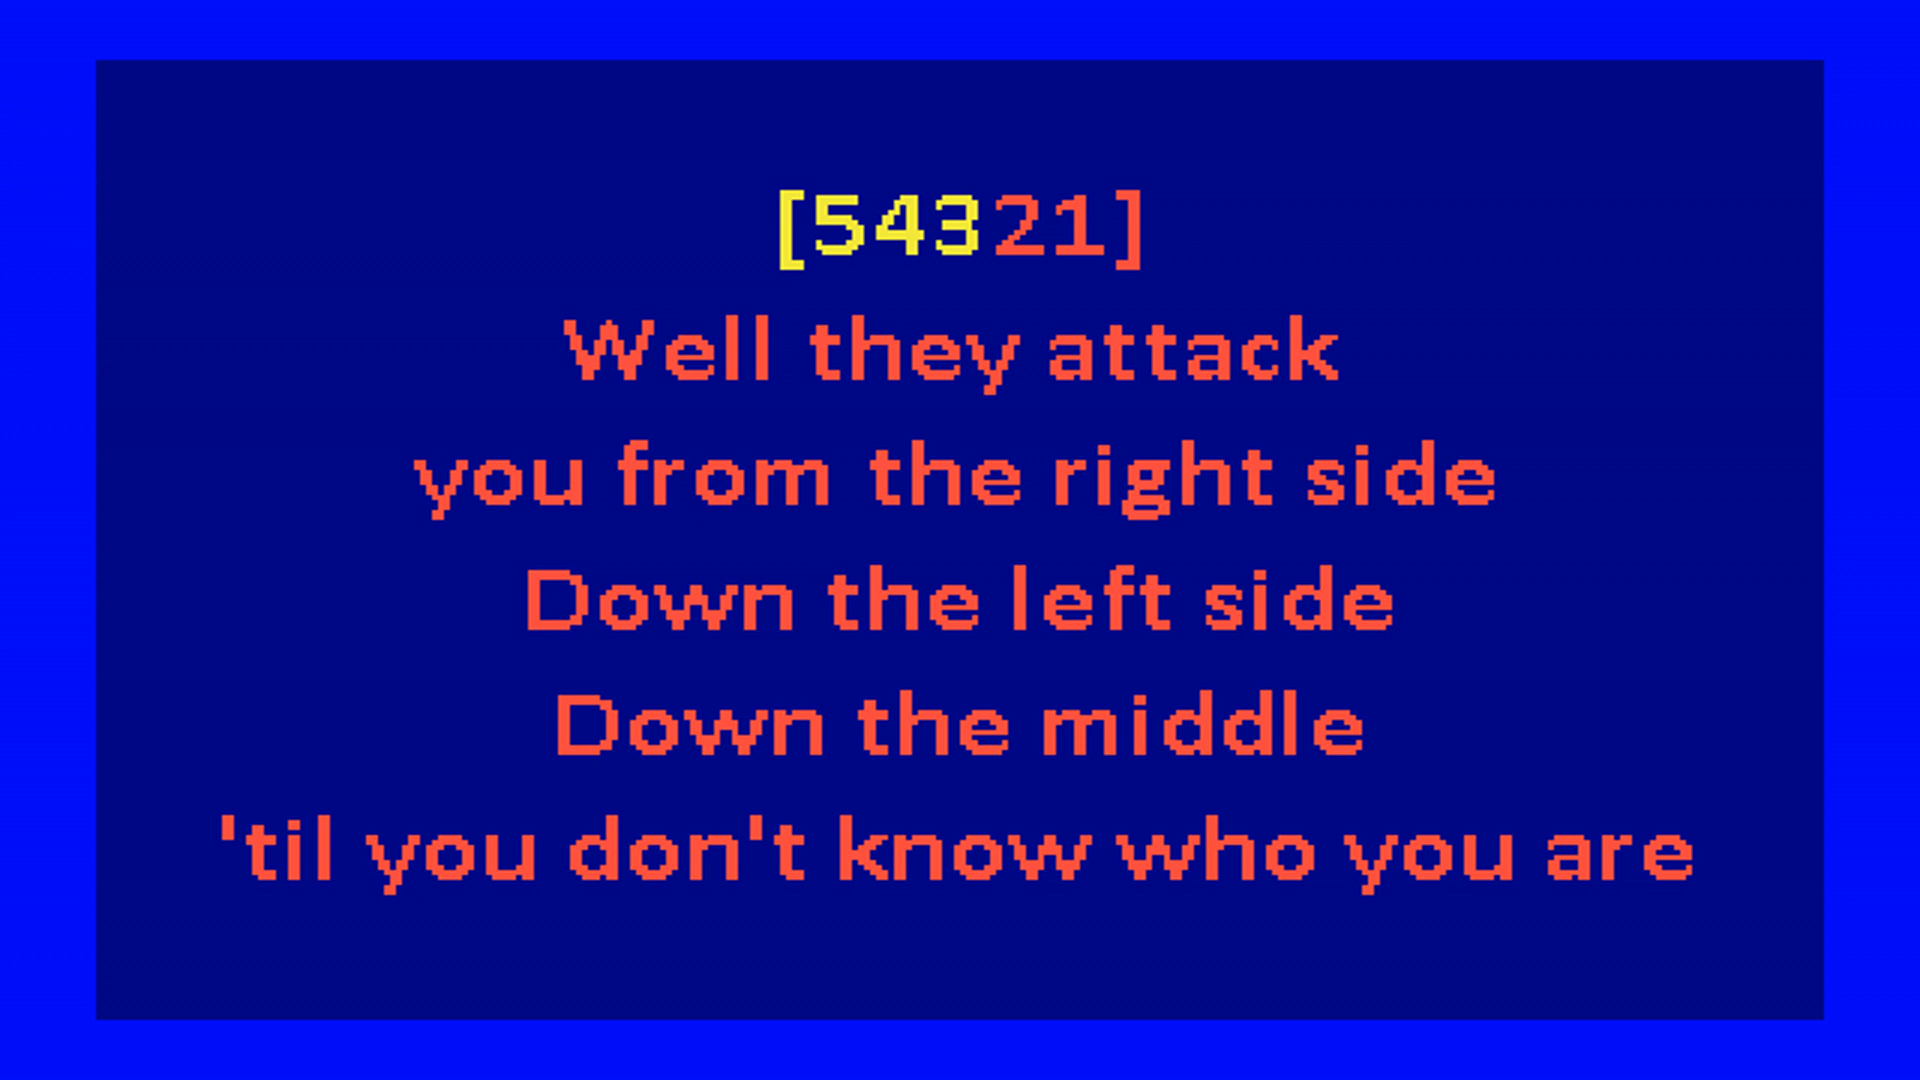 [54321]
Well they attack
you from the right side
Down the left side
Down the middle
'til you don't know who you are